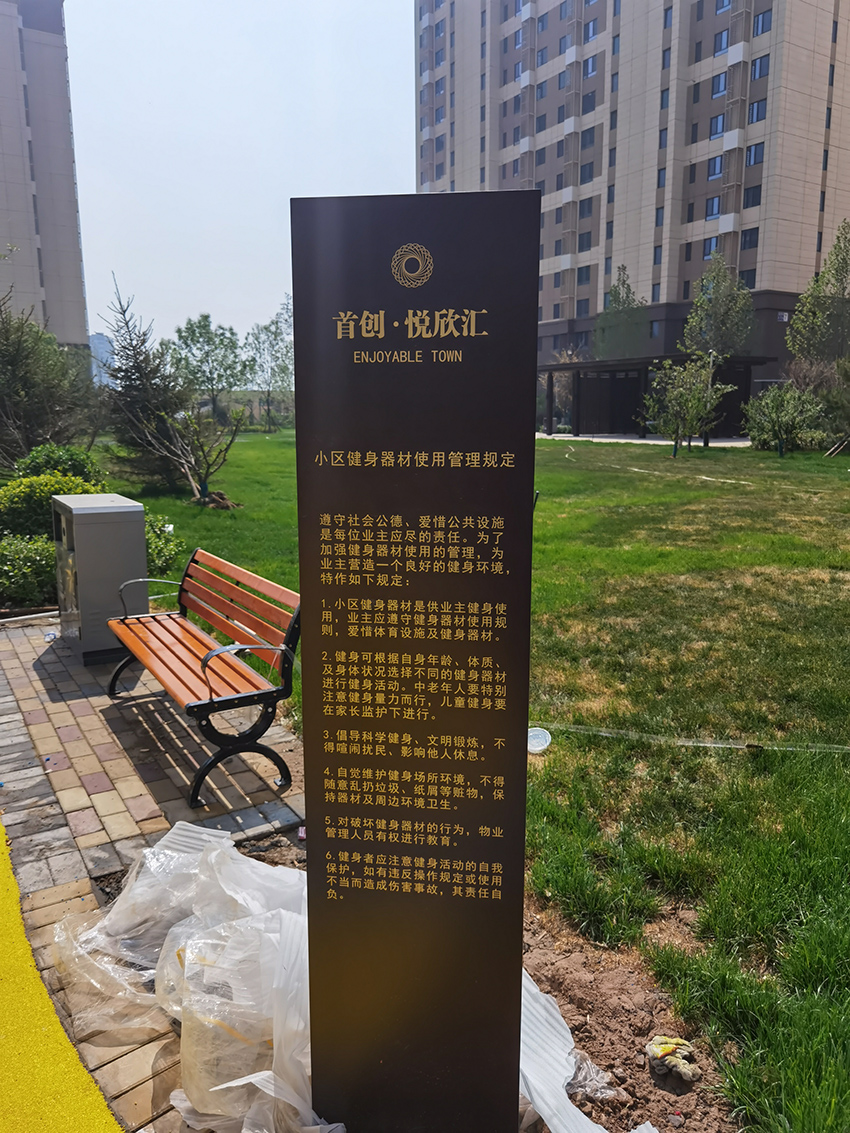 首创·悦欣汇
ENJOYABLE TOWN
小区健身器材使用管理规定
遵守社会公德、爱惜公共设施
是每位业主应尽的责任。为了
加强健身器材使用的管理，为
业主营造一个良好的健身环境，
特作如下规定：
1.小区健身器材是供业主健身使
用，业主应遵守健身器材使用规
则，爱惜体育设施及健身器材。
2.健身可根据自身年龄、体质、
及身体状况选择不同的健身器材
进行健身活动。中老年人要特别
注意健身量力而行，儿童健身要
在家长监护下进行。
3.倡导科学健身、文明锻炼，不
得喧闹扰民、影响他人休息。
4.自觉维护健身场所环境，不得
随意乱扔垃圾、纸屑等赃物，保
持器材及周边环境卫生。
5.对破坏健身器材的行为，物业
管理人员有权进行教育。
6.健身者应注意健身活动的自我
保护，如有违反操作规定或使用
不当而造成伤害事故，其责任自
负。